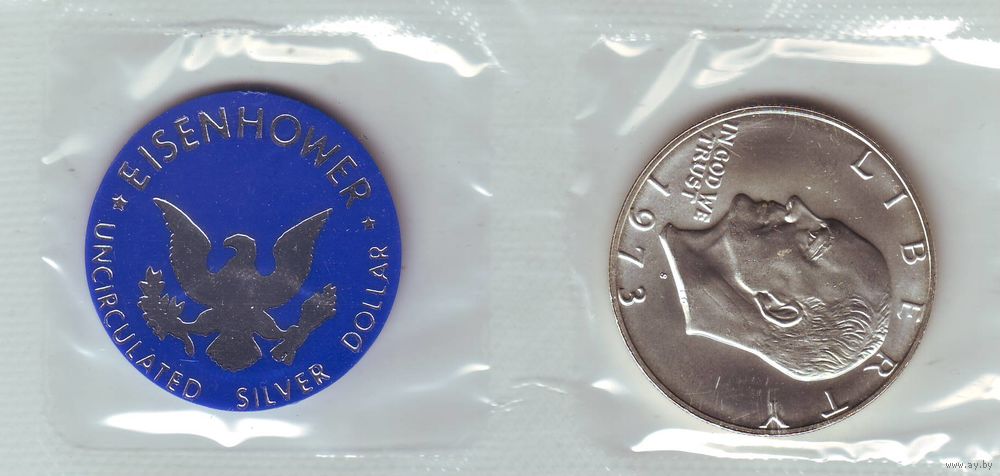 EISENHOWER
★ UNCIRCULATED SILVER DOLLAR ★
LIBERTY
IN GOD WE
TRUST
1973
S
www.ay.by